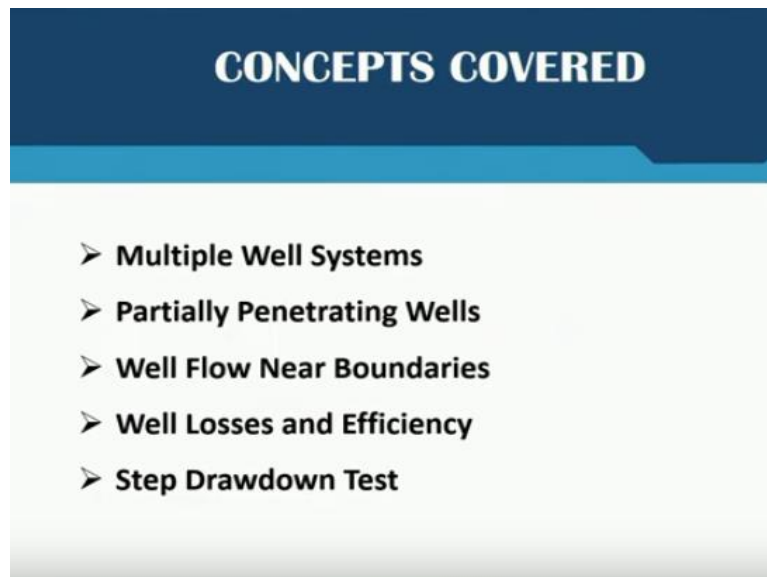 CONCEPTS COVERED
➢ Multiple Well Systems
➢ Partially Penetrating Wells
➢ Well Flow Near Boundaries
➢ Well Losses and Efficiency
➢ Step Drawdown Test